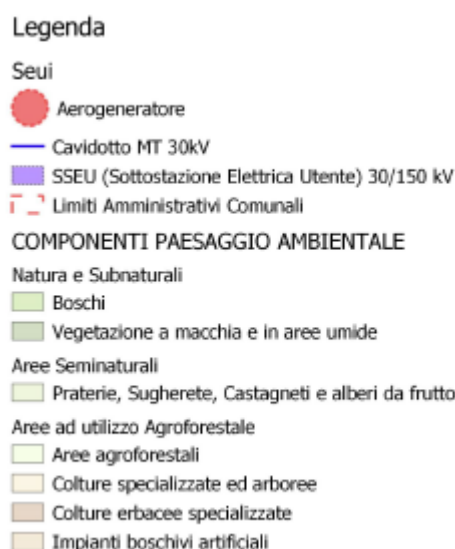 Legenda
Seui
Aerogeneratore
Cavidotto MT 30kV
SSEU (Sottostazione Elettrica Utente) 30/150 kV
Limiti Amministrativi Comunali
COMPONENTI PAESAGGIO AMBIENTALE
Natura e Subnaturali
Boschi
Vegetazione a macchia e in aree umide
Aree Seminaturali
Praterie, Sugherete, Castagneti e alberi da frutto
Aree ad utilizzo Agroforestale
Aree agroforestali
Colture specializzate ed arboree
Colture erbacee specializzate
Impianti boschivi artificiali